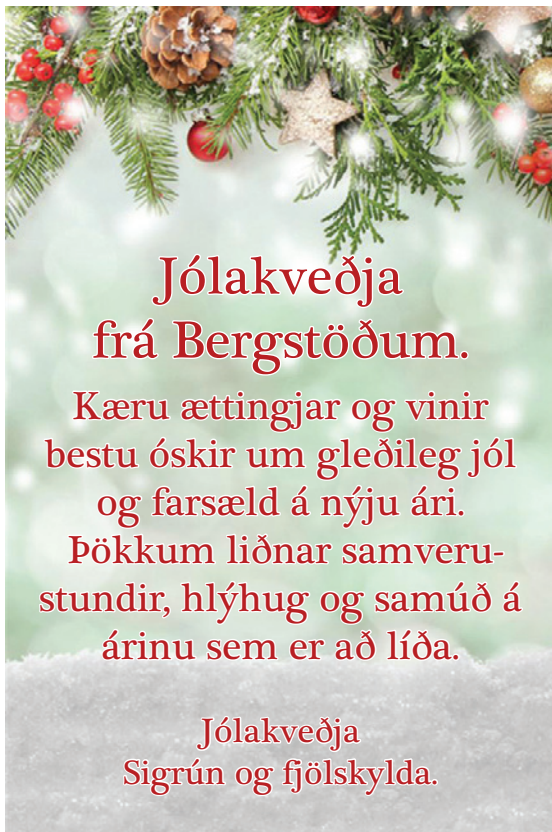 Jólakveðja
frá Bergstöðum.
Kæru ættingjar og vinir
bestu óskir um gleðileg jól
og farsæld á nýju ári.
Þökkum liðnar samveru-
stundir, hlýhug og samúð á
árinu sem er að líða.
Jólakveðja
Sigrún og fjölskylda.